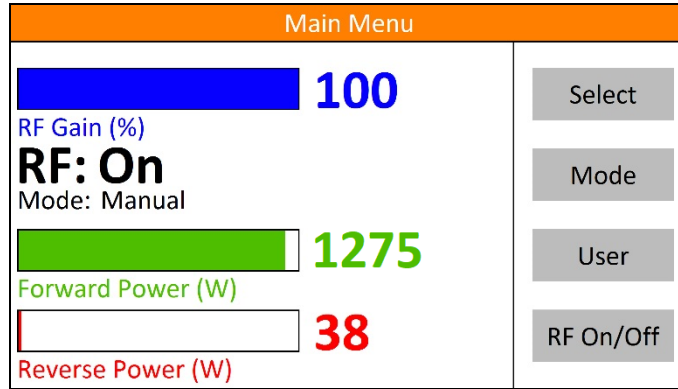 Main Menu
100
RF Gain (%)
RF: On
Mode: Manual
1275
Forward Power (W)
38
Reverse Power (W)
Select
Mode
User
RF On/Off